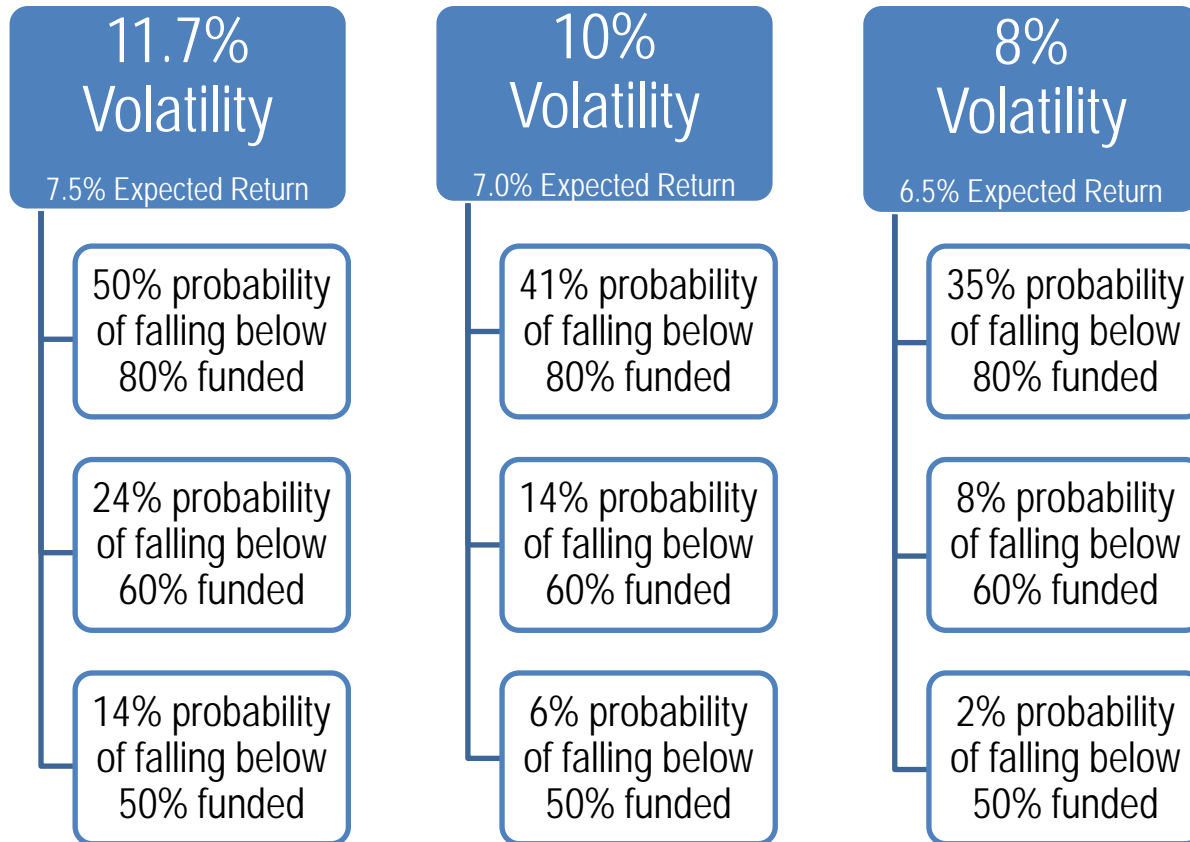 11.7%
Volatility
7.5% Expected Return
50% probability
of falling below
80% funded
24% probability
of falling below
60% funded
14% probability
of falling below
50% funded
10%
Volatility
7.0% Expected Return
41% probability
of falling below
80% funded
14% probability
of falling below
60% funded
6% probability
of falling below
50% funded
8%
Volatility
6.5% Expected Return
35% probability
of falling below
80% funded
8% probability
of falling below
60% funded
2% probability
of falling below
50% funded